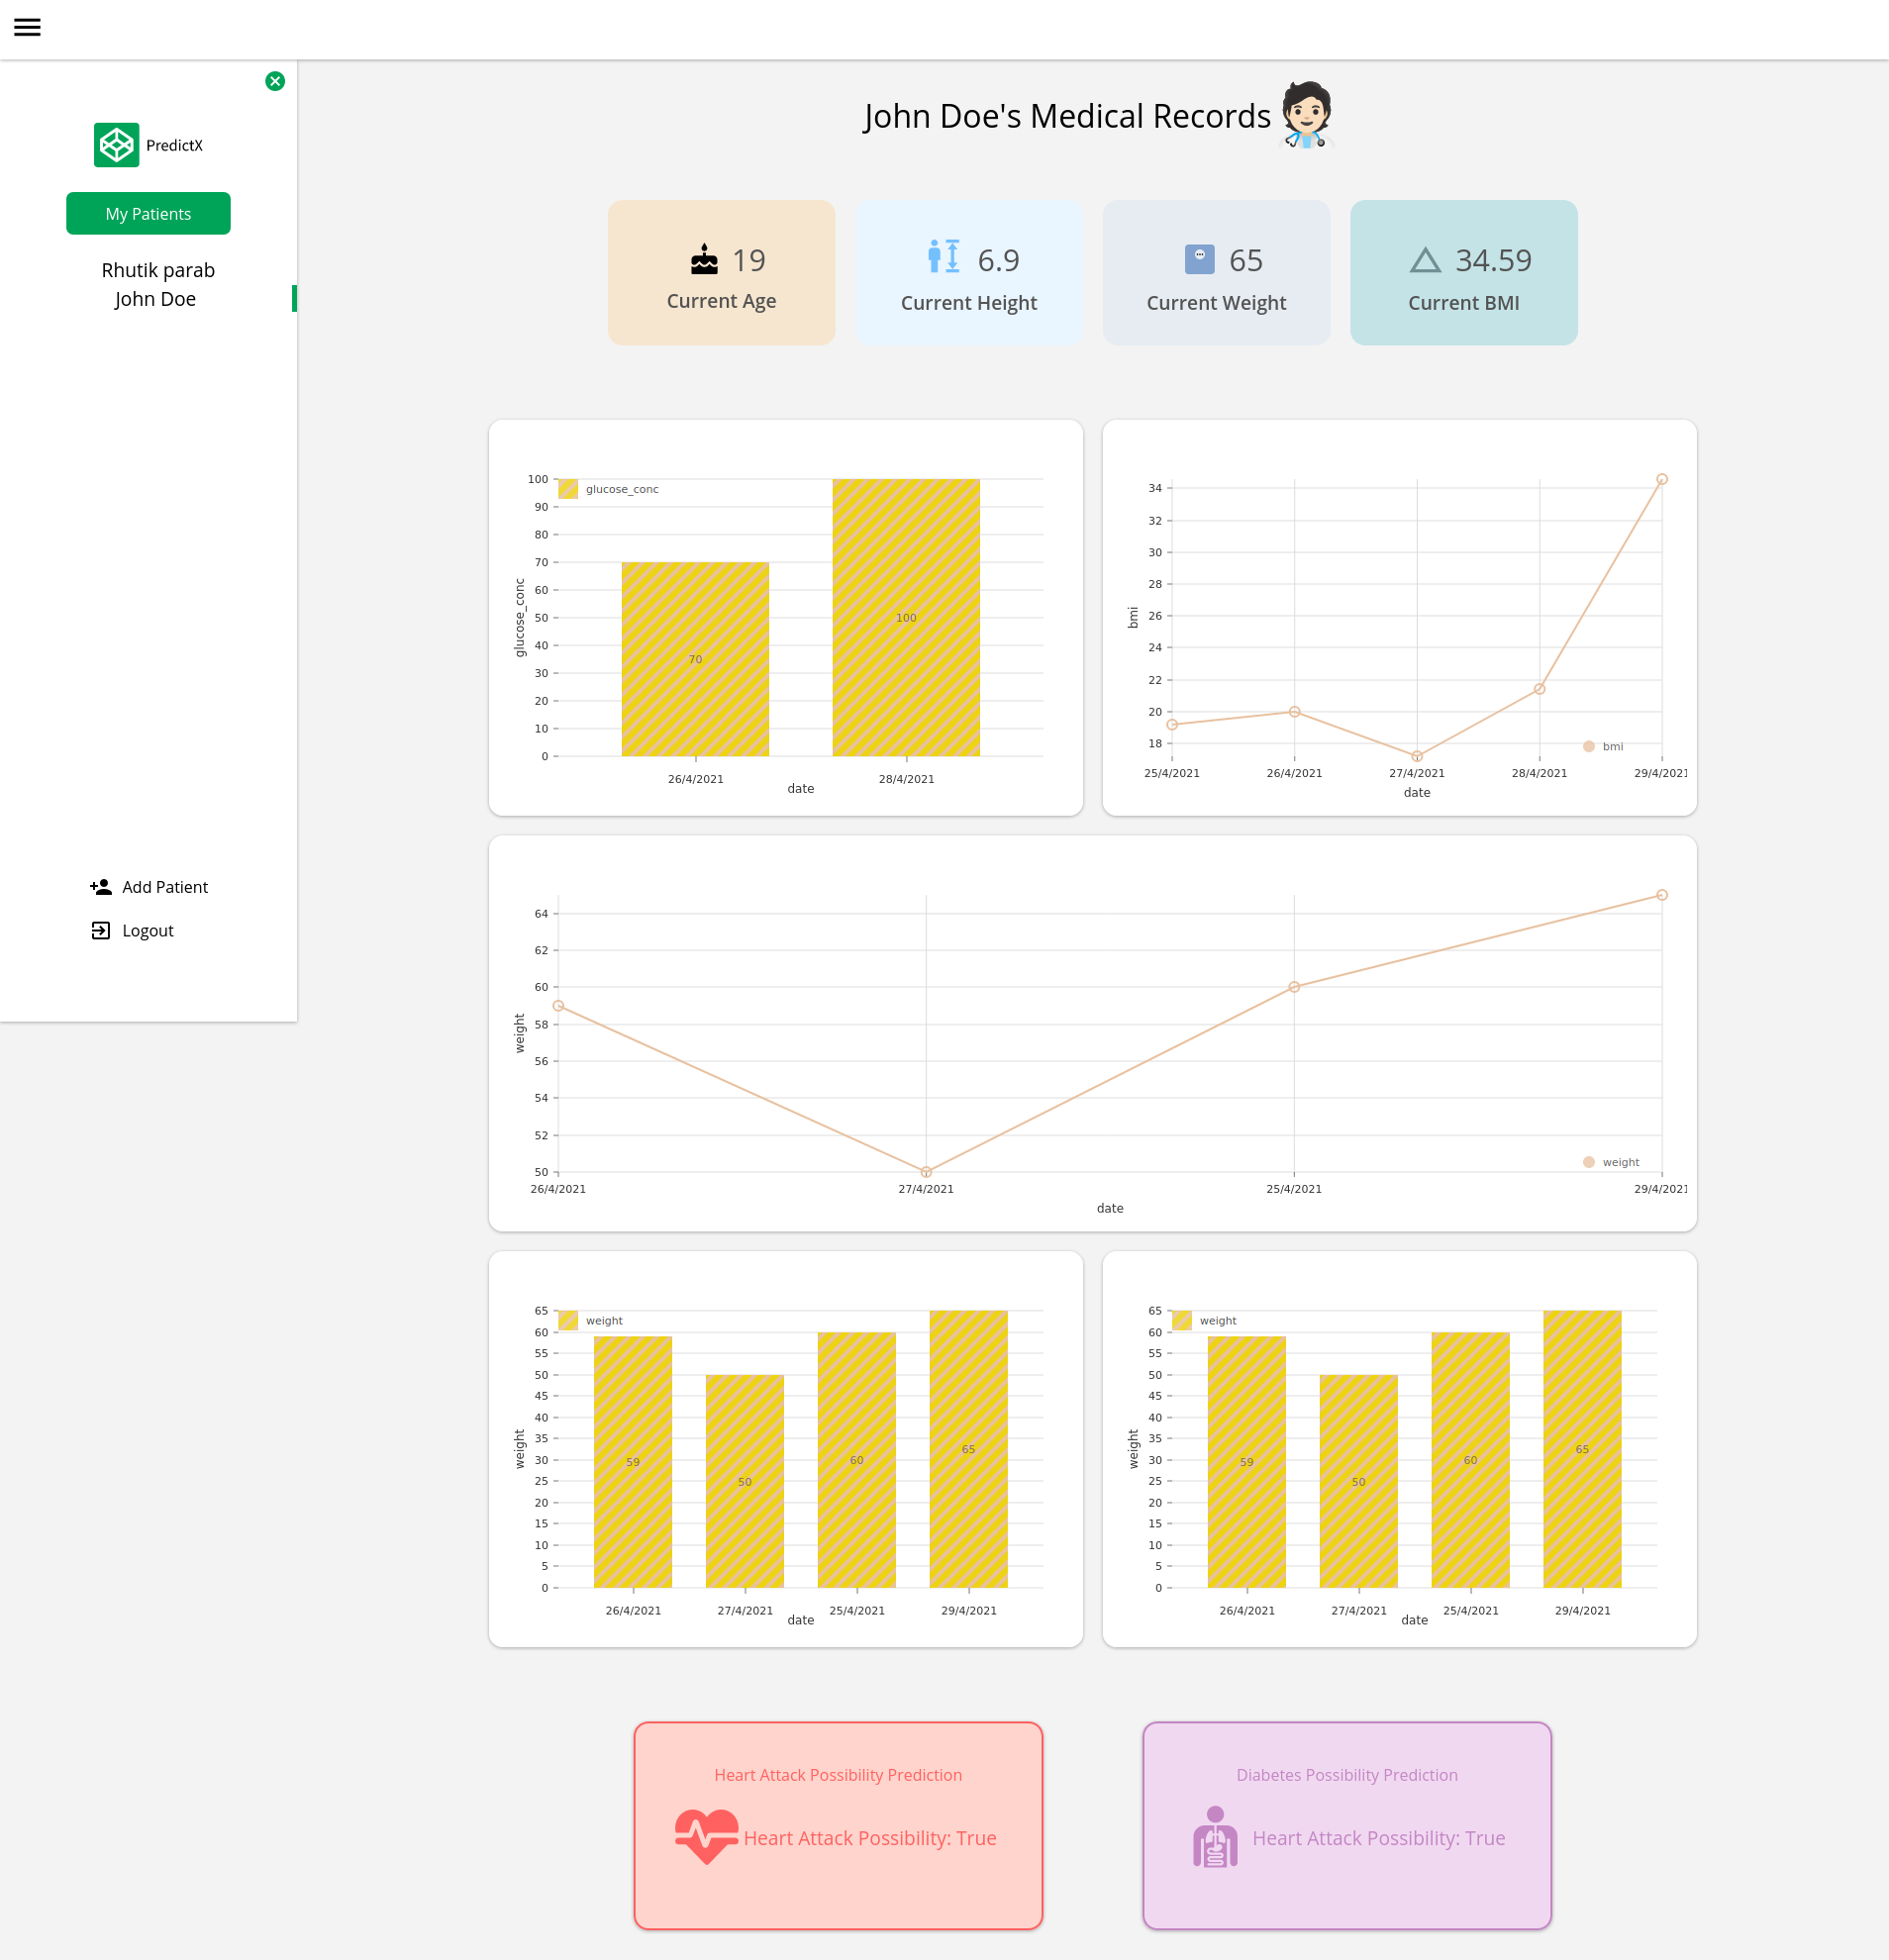 PredictX
My Patients
Rhutik parab
John Doe
Add Patient
Logout
John Doe's Medical Records
19
Current Age
6.9
Current Height
65
Current Weight
34.59
Current BMI
glucose_conc
100
90
80
70
60
50
40
30
20
10
0
glucose_conc
70
100
26/4/2021
28/4/2021
date
34
32
30
28
26
24
22
20
18
bmi
bmi
25/4/2021
26/4/2021
27/4/2021
28/4/2021
29/4/2021
date
64
62
60
58
56
54
52
50
weight
weight
26/4/2021
27/4/2021
25/4/2021
29/4/2021
date
weight
65
60
55
50
45
40
35
30
25
20
15
10
5
0
weight
59
50
60
65
26/4/2021
27/4/2021
25/4/2021
29/4/2021
date
weight
65
60
55
50
45
40
35
30
25
20
15
10
5
0
weight
59
50
60
65
26/4/2021
27/4/2021
25/4/2021
29/4/2021
date
Heart Attack Possibility Prediction
Heart Attack Possibility: True
Diabetes Possibility Prediction
Heart Attack Possibility: True